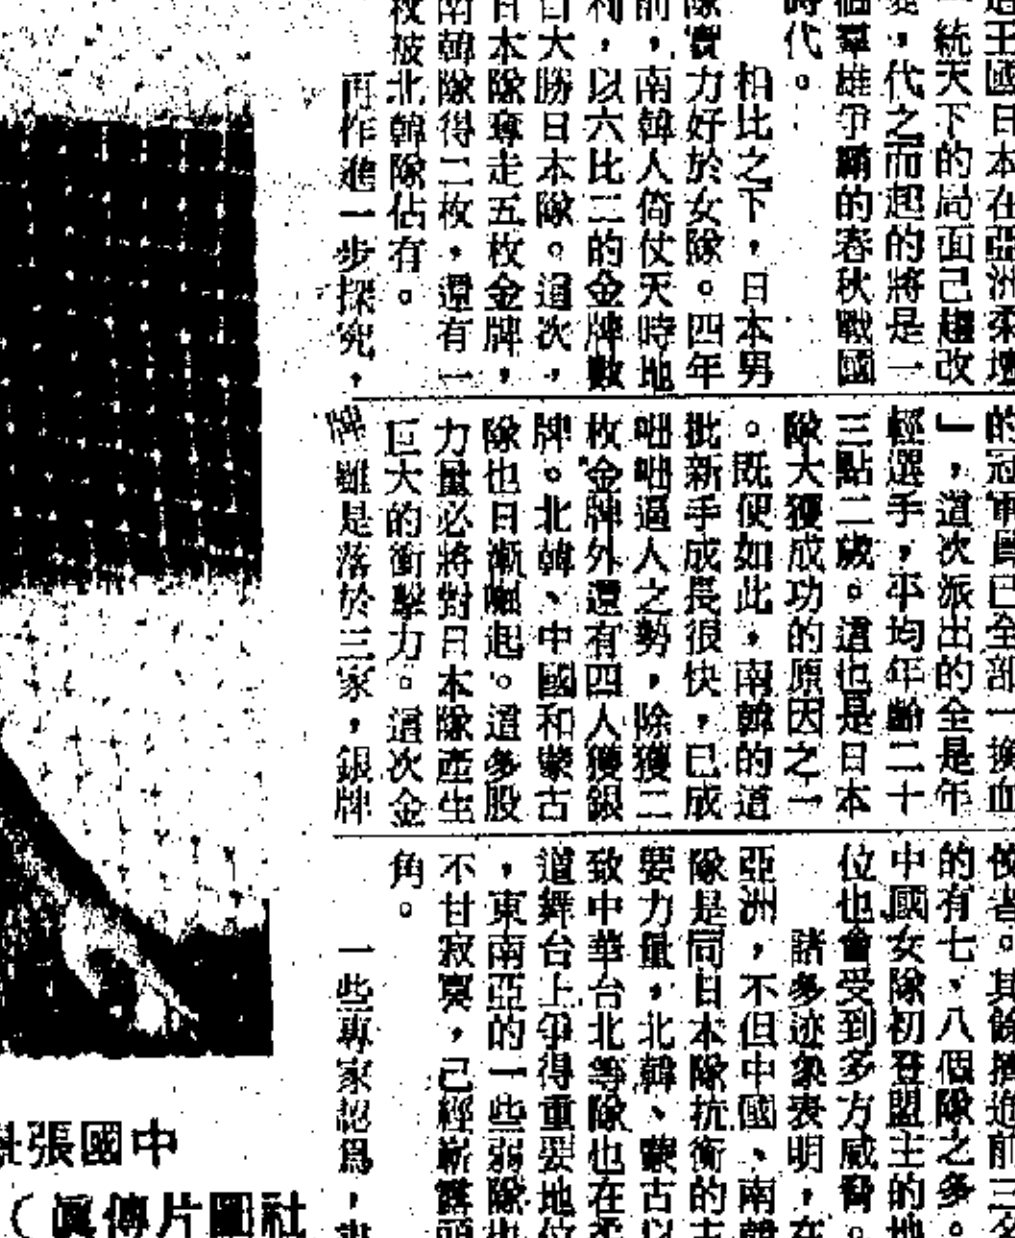 造王國日本在亞洲柔壇
一統天下的局面己趨改
變，代之而起的將是一
個羣雄爭霸的春秋戰國
時代。
相比之下，日本男
隊實力好於女隊。四年
前，南韓人倚仗天時地
利，以六比二的金牌數
大勝日本隊。這次，
日本隊奪走五枚金牌，
南韓隊得二枚，還有一
枚被北韓隊佔有。
再作進一步探究，
的冠軍已全部一換血
」，這次派出的全是年
輕選手，平均年齡二十
三點二歲。這也是日本
隊大獲成功的原因之一
。既便如此，南韓的這
批新手成長很快，已成
咄咄逼人之勢，除獲二
枚金牌外還有四人獲銀
牌。北韓、中國和蒙古
隊也日漸崛起。這多股
力量必將對日本隊產生
巨大的衝擊力。這次金
牌雖是落於三家，銀牌
。其餘擠進前三名
的有七、八個隊之多。
中國女隊初登盟主的地
位也會受到多方威脅。
諸多迹象表明，在
亞洲，不但中國、南韓
隊是同日本隊抗衡的主
要力量，北韓、蒙古以
致中華台北等隊也在柔
道舞台上爭得重要地位
，東南亞的一些弱隊也
不甘寂寞，己經嶄露頭
角。
一些專家認爲，
中國張
社圖片傳眞（